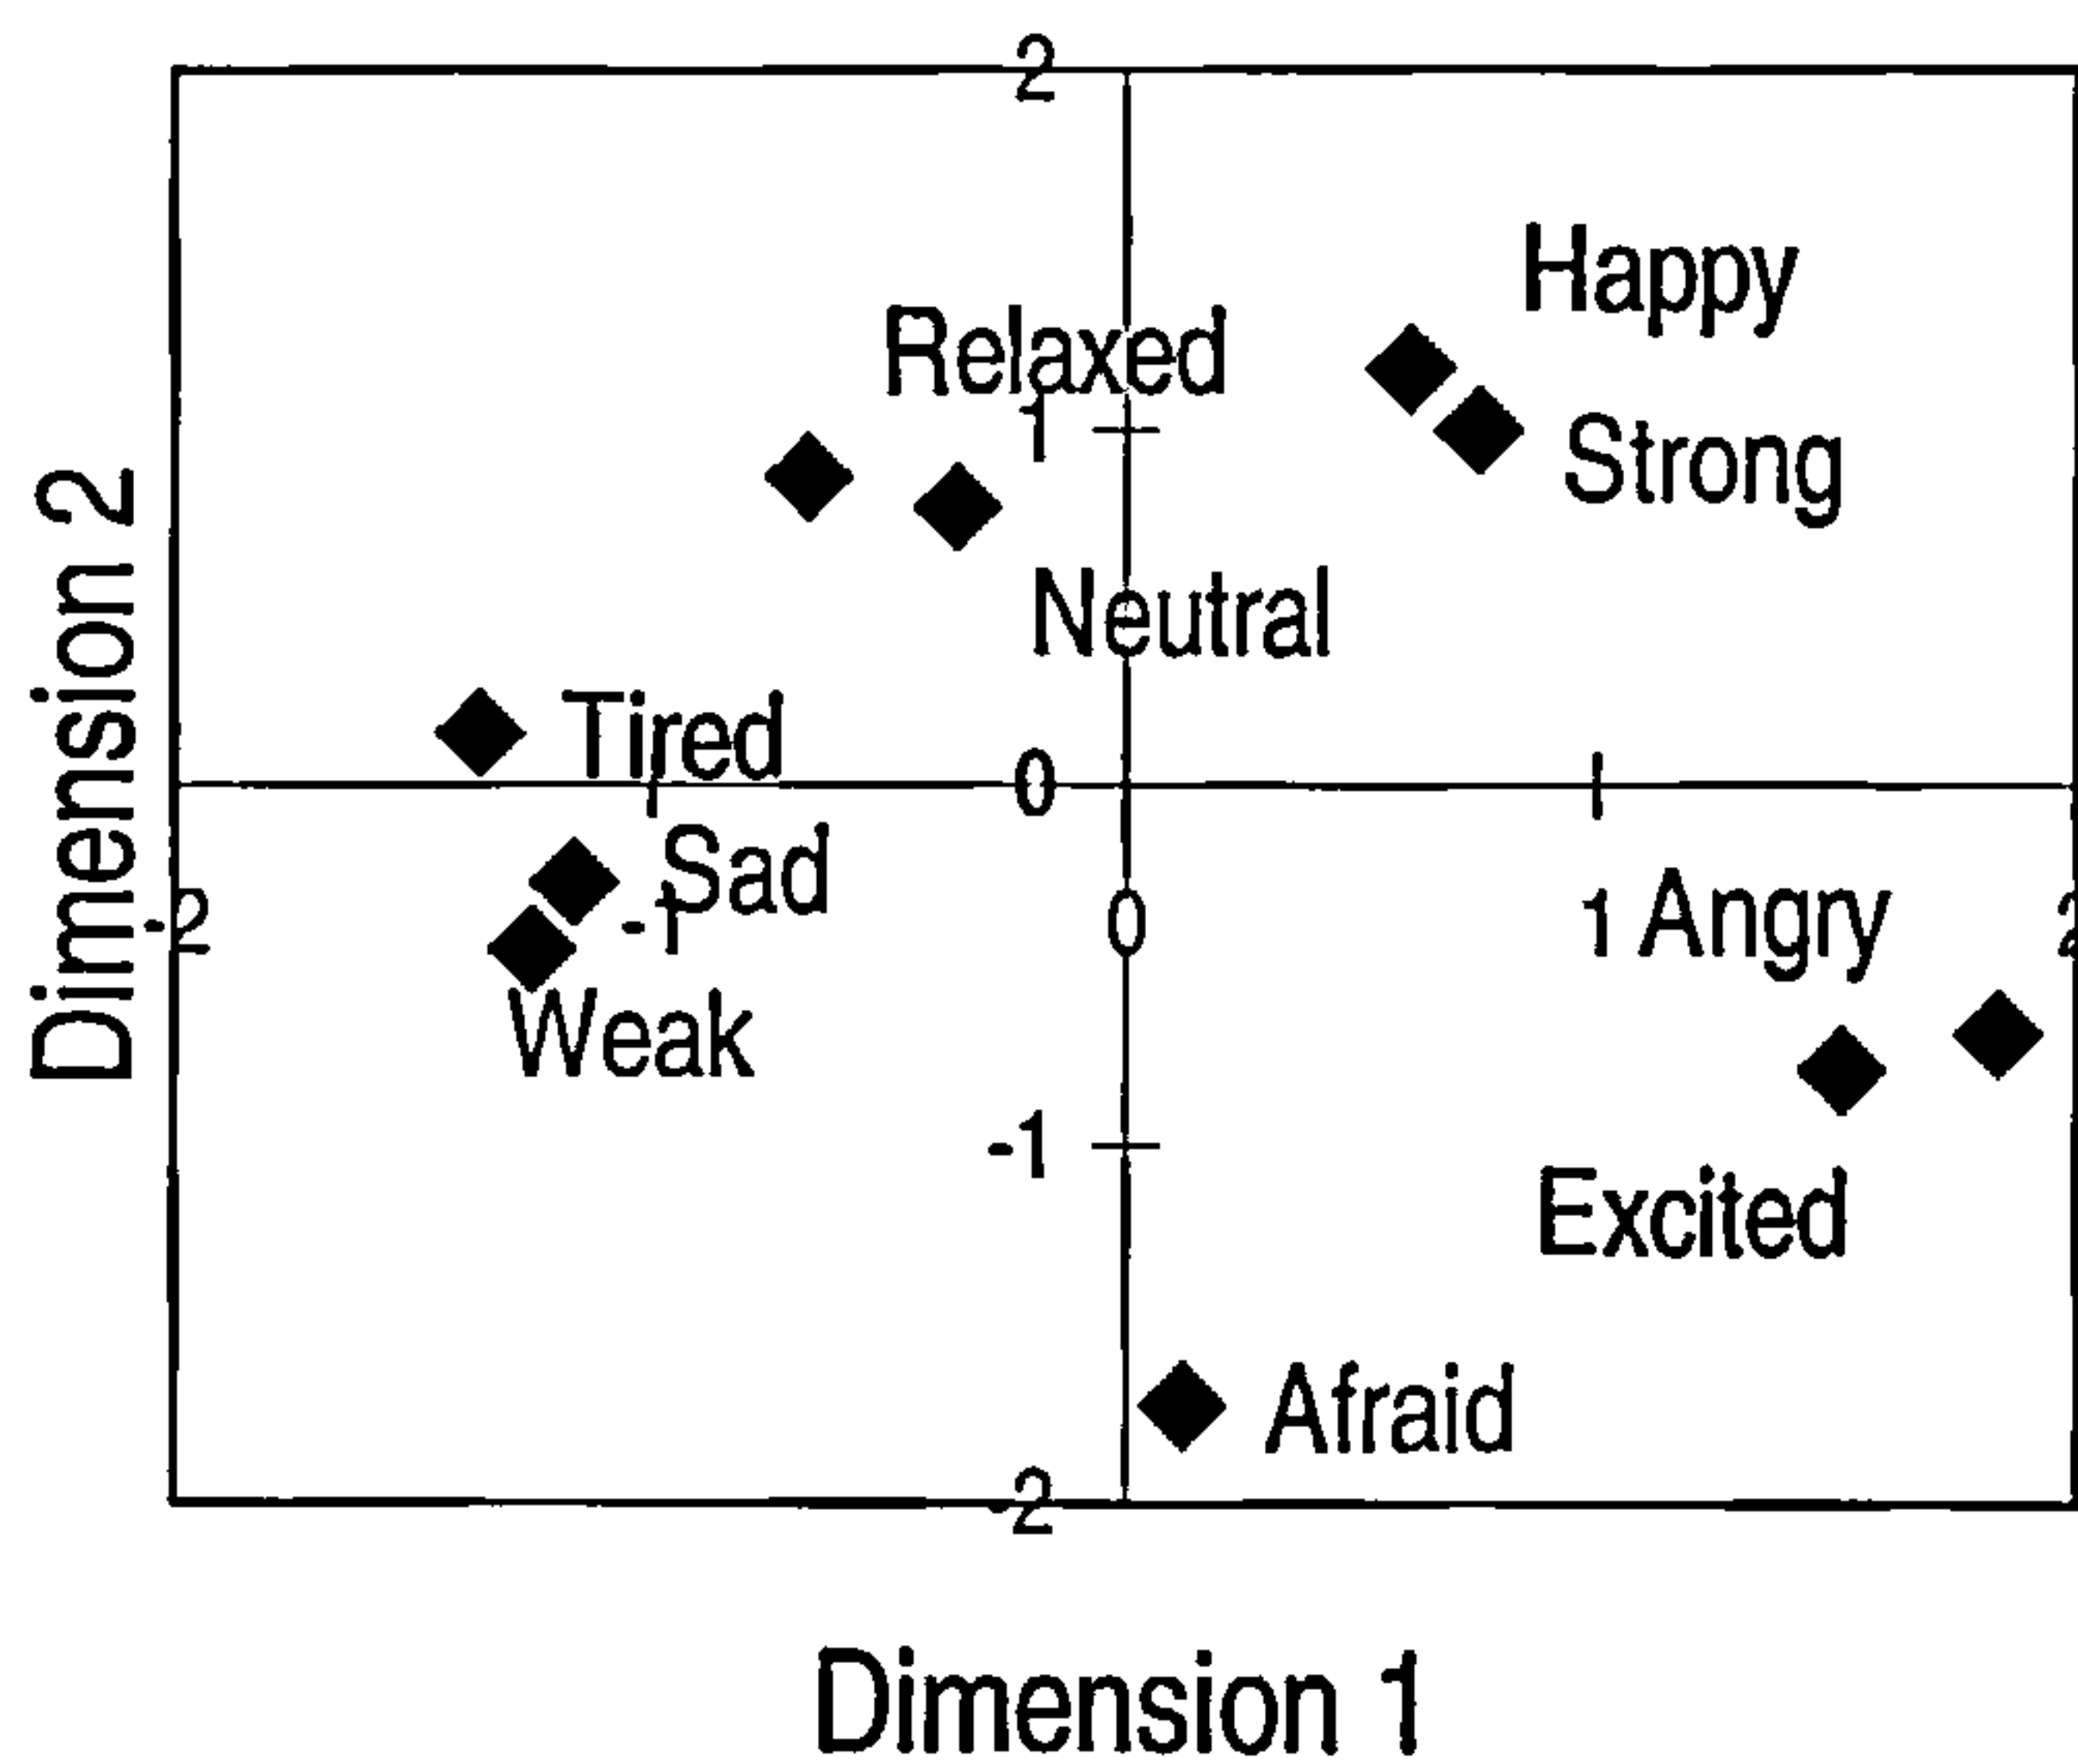 2
Happy
Relaxed
1
Strong
Neutral
Tired
0
Sad
-2
-1
0
1
Angry
2
Weak
-1
Excited
Afraid
-2
Dimension 2
Dimension 1